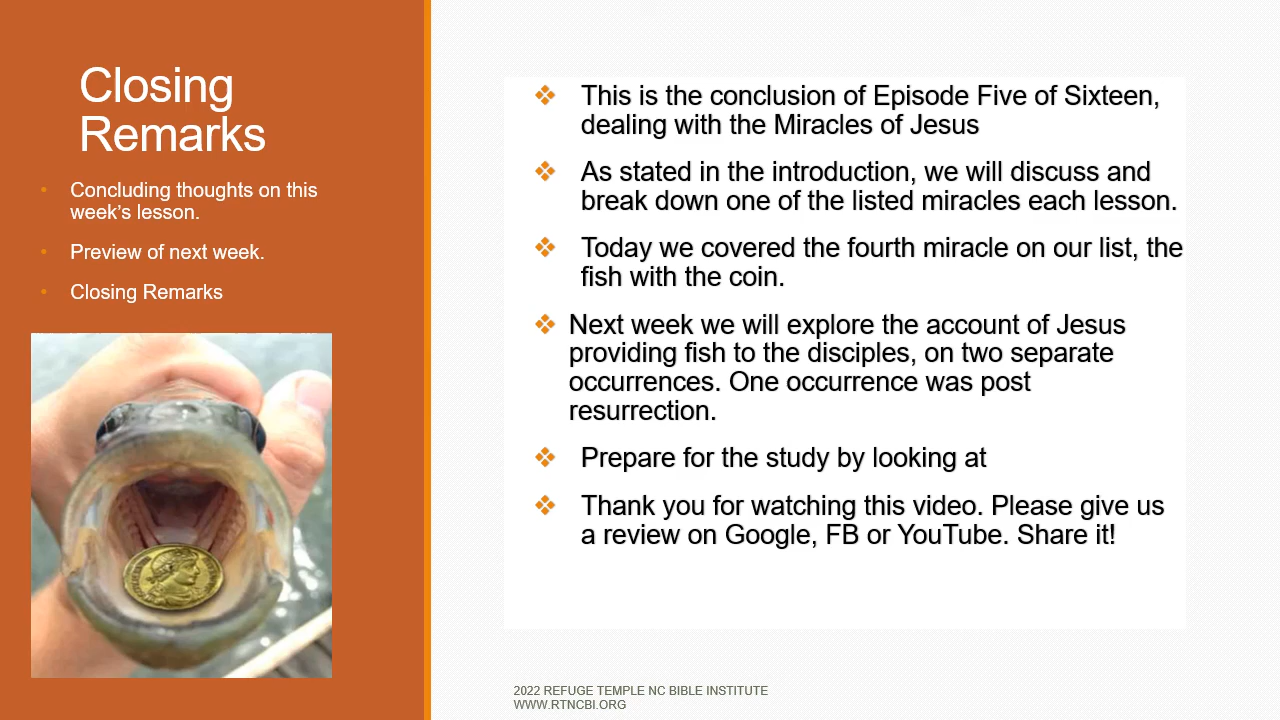 Closing
Remarks
• Concluding thoughts on this
week’s lesson.
• Preview of next week.
• Closing Remarks
❖ This is the conclusion of Episode Five of Sixteen,
dealing with the Miracles of Jesus
❖ As stated in the introduction, we will discuss and
break down one of the listed miracles each lesson.
❖ Today we covered the fourth miracle on our list, the
fish with the coin.
❖ Next week we will explore the account of Jesus
providing fish to the disciples, on two separate
occurrences. One occurrence was post
resurrection.
❖ Prepare for the study by looking at
❖ Thank you for watching this video. Please give us
a review on Google, FB or YouTube. Share it!
2022 REFUGE TEMPLE NC BIBLE INSTITUTE
WWW.RTNCBI.ORG